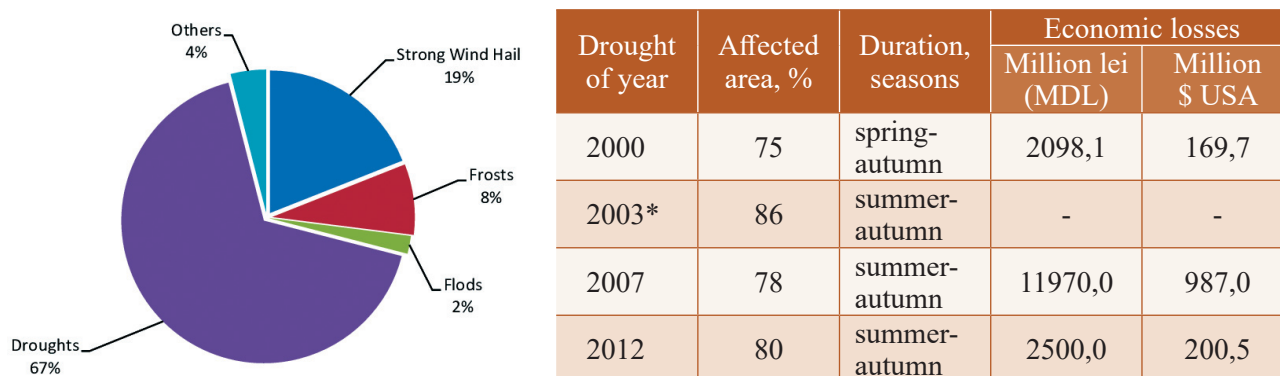 Others
4%
Strong Wind Hail
19%
Frosts
8%
Flods
2%
Droughts
67%
Drought
of year
Affected
area, %
Duration,
seasons
Economic losses
Million lei
(MDL)
Million
$ USA
2000
75
spring-
autumn
2098,1
169,7
2003*
86
summer-
autumn
-
-
2007
78
summer-
autumn
11970,0
987,0
2012
80
summer-
autumn
2500,0
200,5